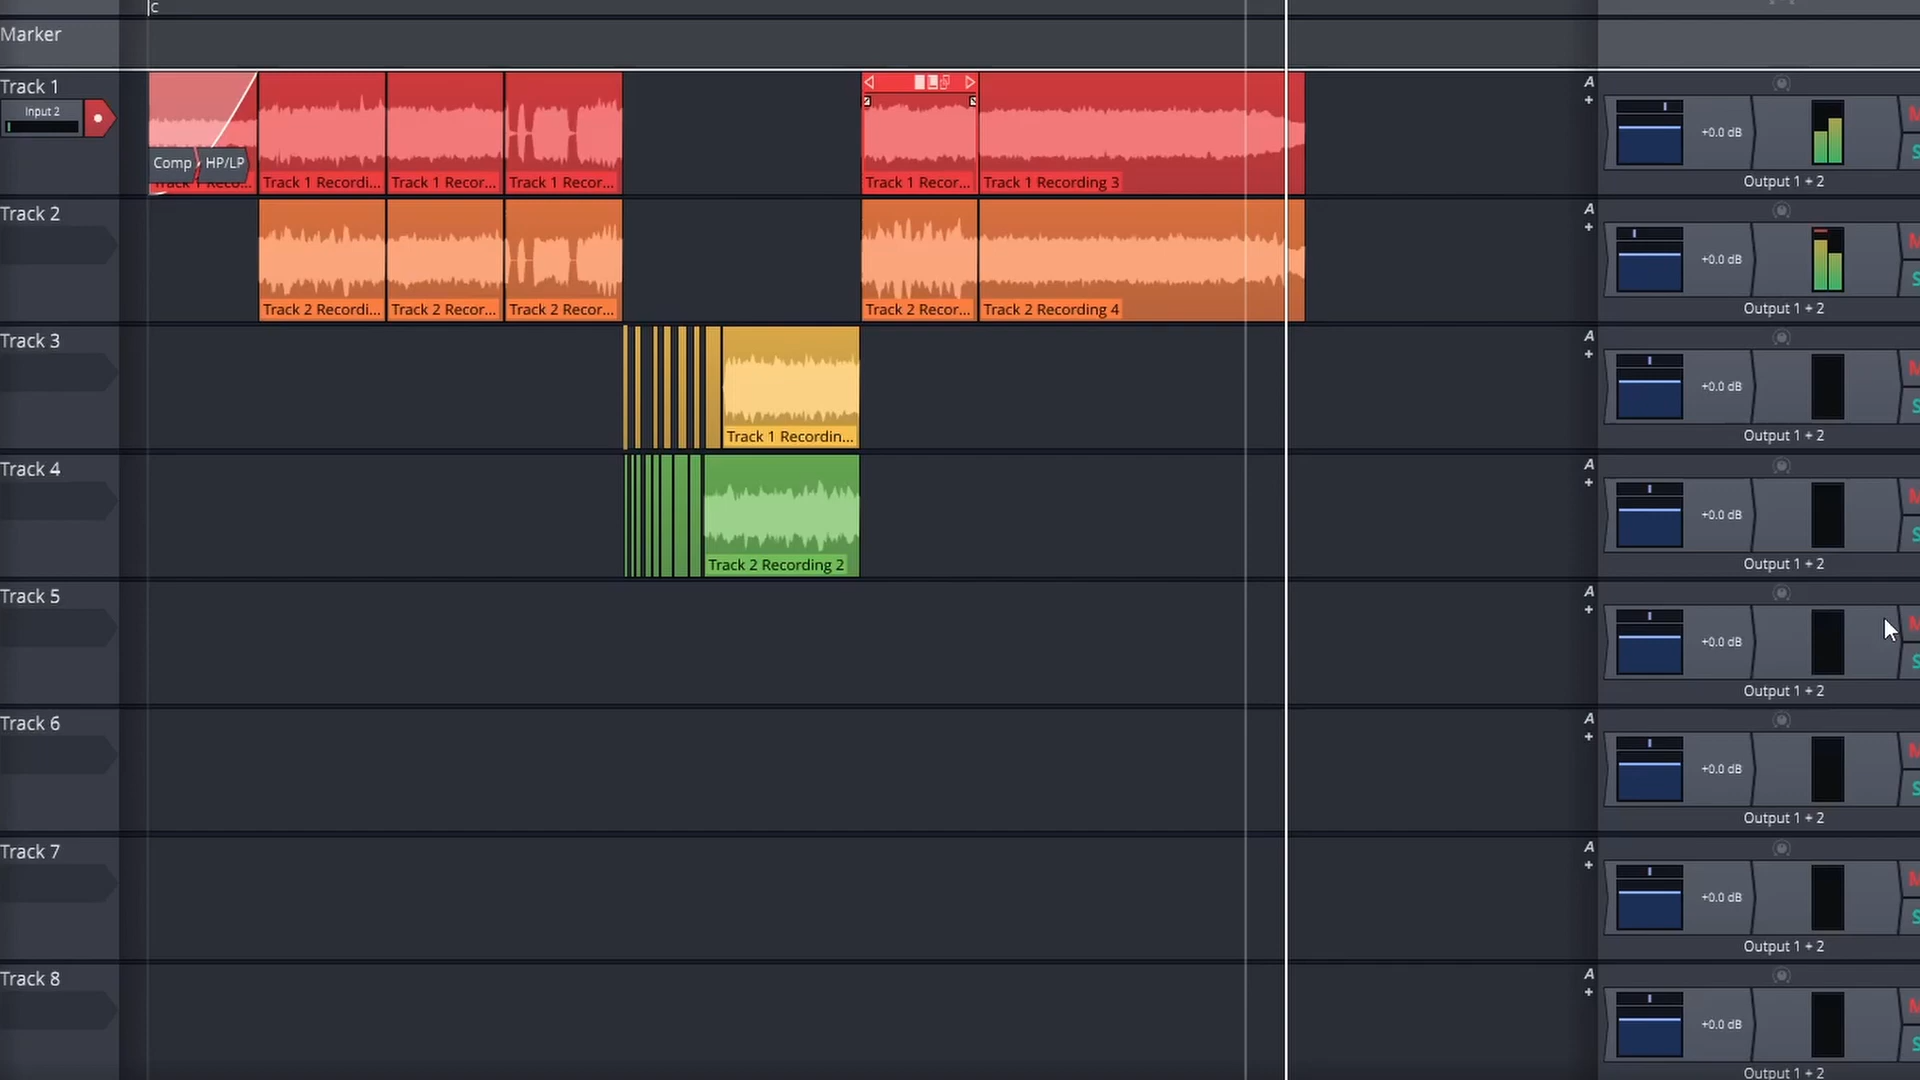 C
Marker
Track 1
Input 2
Comp HP/LP
Track 1 Reco...
Track 1 Recordi...
Track 1 Recor...
Track 1 Recor...
Track 1 Recor...
Track 1 Recording 3
A
+
+0.0 dB
M
S
Output 1 + 2
Track 2
Track 2 Recordi...
Track 2 Recor...
Track 2 Recor...
Track 2 Recor...
Track 2 Recording 4
A
+
+0.0 dB
M
S
Output 1 + 2
Track 3
Track 1 Recordin...
A
+
+0.0 dB
M
S
Output 1 + 2
Track 4
Track 2 Recording 2
A
+
+0.0 dB
M
S
Output 1 + 2
Track 5
A
+
+0.0 dB
M
S
Output 1 + 2
Track 6
A
+
+0.0 dB
M
S
Output 1 + 2
Track 7
A
+
+0.0 dB
M
S
Output 1 + 2
Track 8
A
+
+0.0 dB
M
S
Output 1 + 2